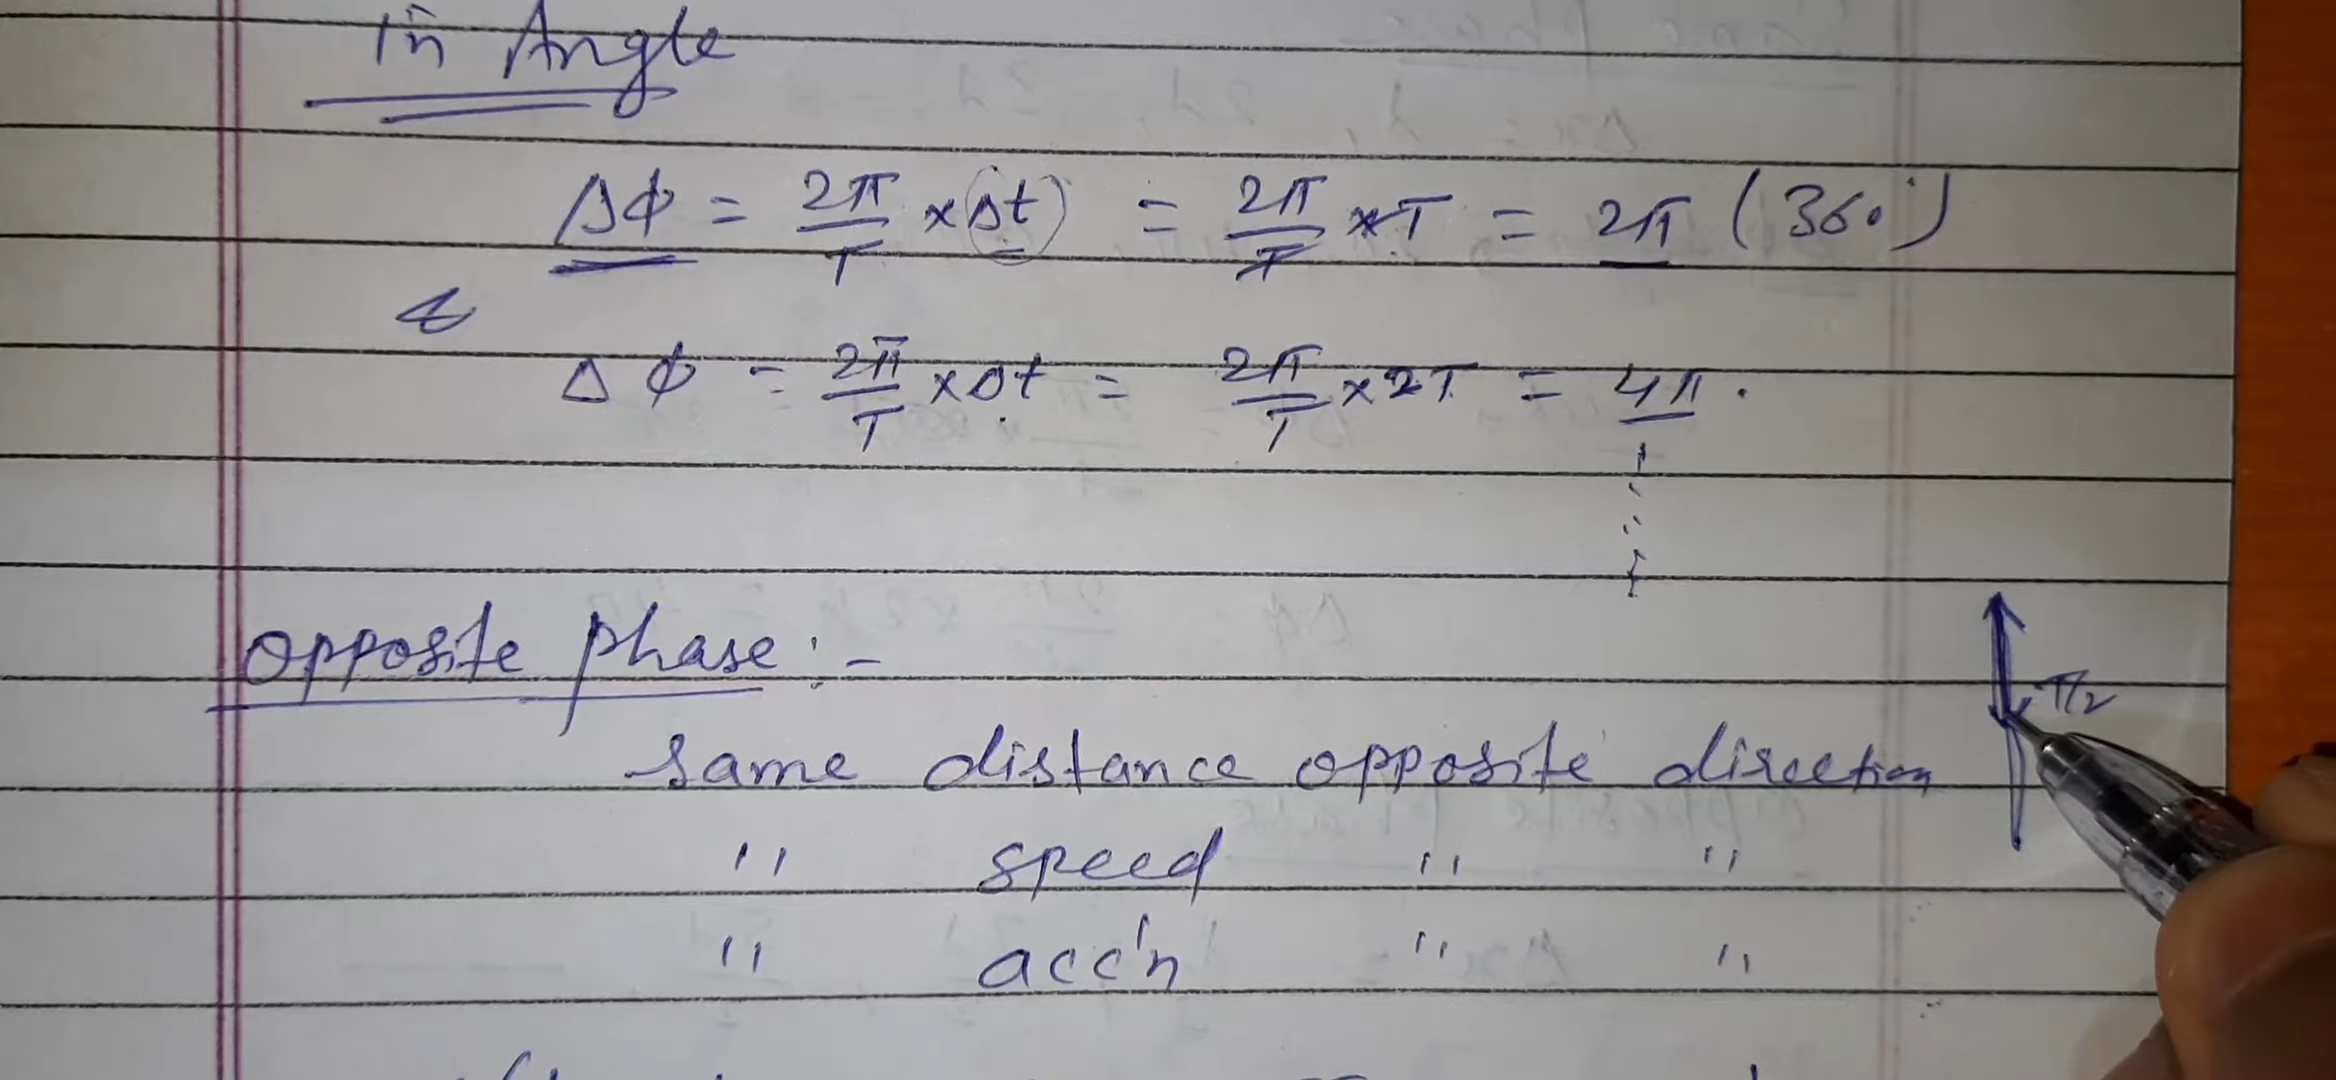 In Angle
Δϕ = 2π/T × (Δt) = 2π/T × T = 2π (360°)
&
Δϕ = 2π/T × Δt = 2π/T × 2T = 4π.
opposite phase :-
T/2
same distance opposite direction
" speed " "
" acc'n " "